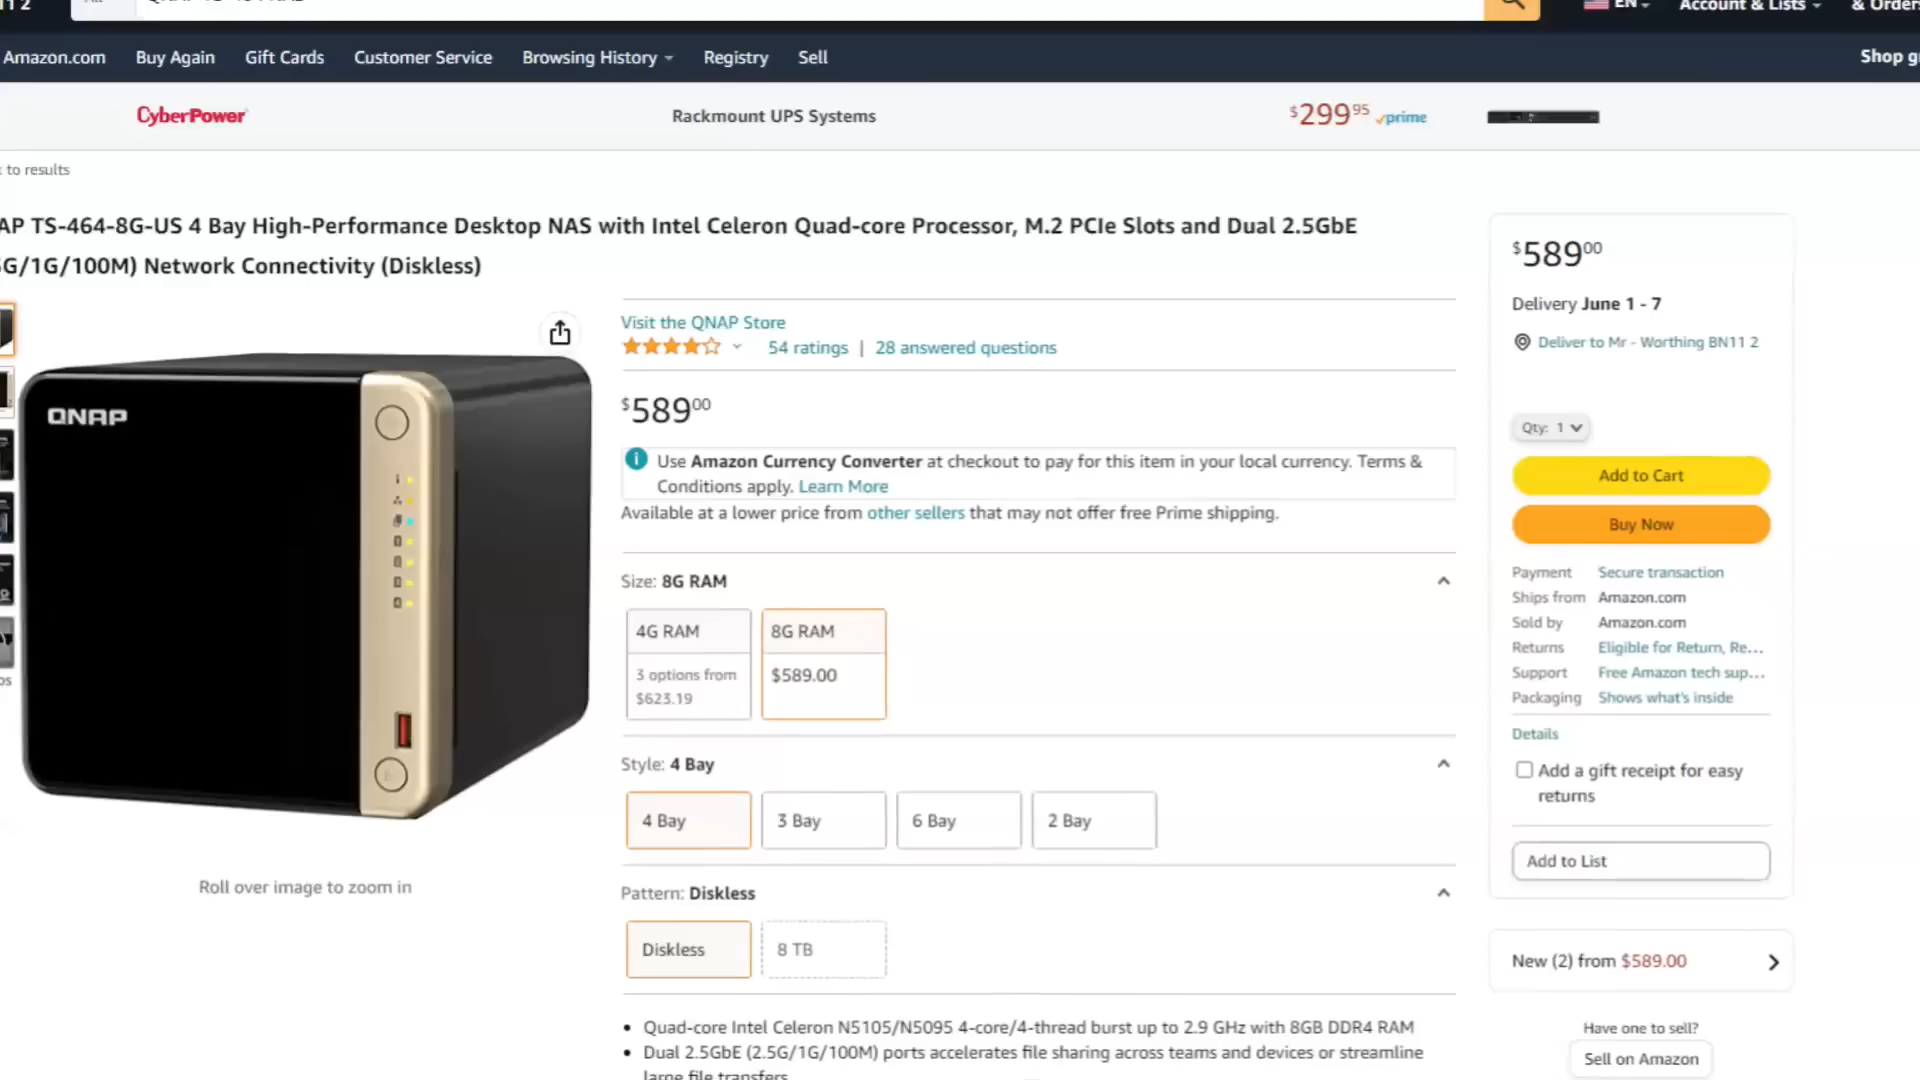 EN
Account & Lists
& Orders
Amazon.com
Buy Again
Gift Cards
Customer Service
Browsing History
Registry
Sell
Shop
CyberPower
Rackmount UPS Systems
$299 95 prime
to results
AP TS-464-8G-US 4 Bay High-Performance Desktop NAS with Intel Celeron Quad-core Processor, M.2 PCIe Slots and Dual 2.5GbE
5G/1G/100M) Network Connectivity (Diskless)
QNAP
Roll over image to zoom in
Visit the QNAP Store
54 ratings | 28 answered questions
$589 00
Use Amazon Currency Converter at checkout to pay for this item in your local currency. Terms &
Conditions apply. Learn More
Available at a lower price from other sellers that may not offer free Prime shipping.
Size: 8G RAM
4G RAM
3 options from
$623.19
8G RAM
$589.00
Style: 4 Bay
4 Bay
3 Bay
6 Bay
2 Bay
Pattern: Diskless
Diskless
8 TB
• Quad-core Intel Celeron N5105/N5095 4-core/4-thread burst up to 2.9 GHz with 8GB DDR4 RAM
• Dual 2.5GbE (2.5G/1G/100M) ports accelerates file sharing across teams and devices or streamline
large file transfers
$589 00
Delivery June 1 - 7
Deliver to Mr - Worthing BN11 2
Qty: 1
Add to Cart
Buy Now
Payment Secure transaction
Ships from Amazon.com
Sold by Amazon.com
Returns Eligible for Return, Re...
Support Free Amazon tech sup...
Packaging Shows what's inside
Details
Add a gift receipt for easy
returns
Add to List
New (2) from $589.00
Have one to sell?
Sell on Amazon